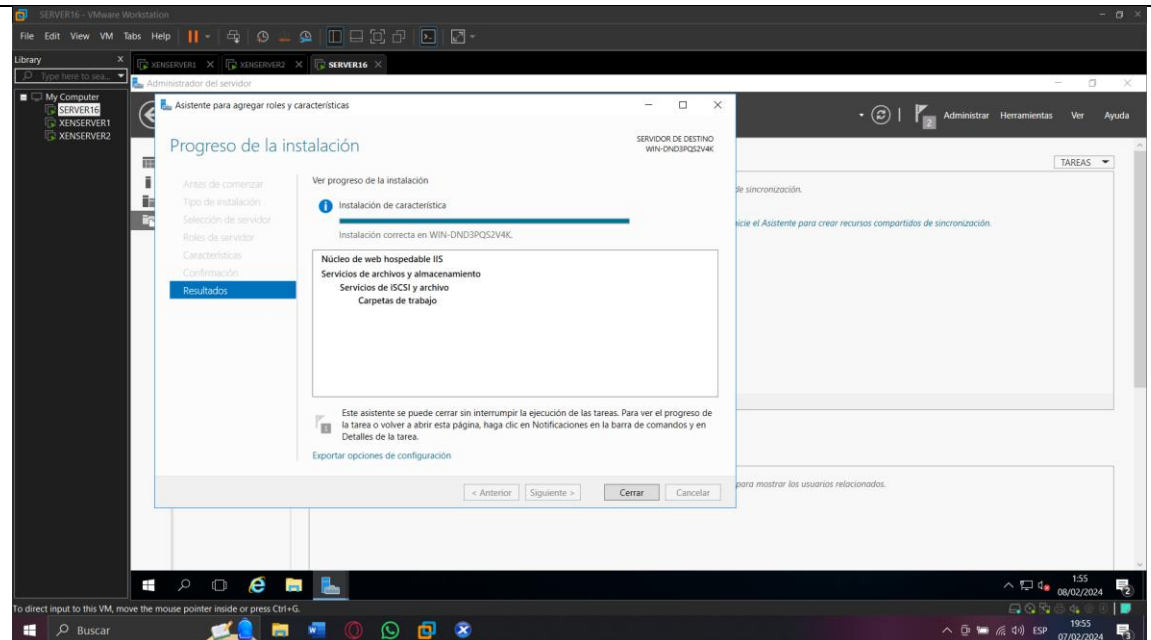 SERVER16 - VMware Workstation
File Edit View VM Tabs Help
Library X
Type here to sea...
My Computer
SERVER16
XENSERVER1
XENSERVER2
XENSERVER1 X XENSERVER2 X SERVER16 X
Administrador del servidor
2 Administrar Herramientas Ver Ayuda
TAREAS
de sincronización.
icie el Asistente para crear recursos compartidos de sincronización.
para mostrar los usuarios relacionados.
Asistente para agregar roles y características
Progreso de la instalación
SERVIDOR DE DESTINO
WIN-DND3PQS2V4K
Antes de comenzar
Tipo de instalación
Selección de servidor
Roles de servidor
Características
Confirmación
Resultados
Ver progreso de la instalación
Instalación de característica
Instalación correcta en WIN-DND3PQS2V4K.
Núcleo de web hospedable IIS
Servicios de archivos y almacenamiento
Servicios de iSCSI y archivo
Carpetas de trabajo
1
Este asistente se puede cerrar sin interrumpir la ejecución de las tareas. Para ver el progreso de
la tarea o volver a abrir esta página, haga clic en Notificaciones en la barra de comandos y en
Detalles de la tarea.
Exportar opciones de configuración
< Anterior Siguiente > Cerrar Cancelar
1:55
08/02/2024
2
To direct input to this VM, move the mouse pointer inside or press Ctrl+G.
Buscar
ESP
19:55
07/02/2024